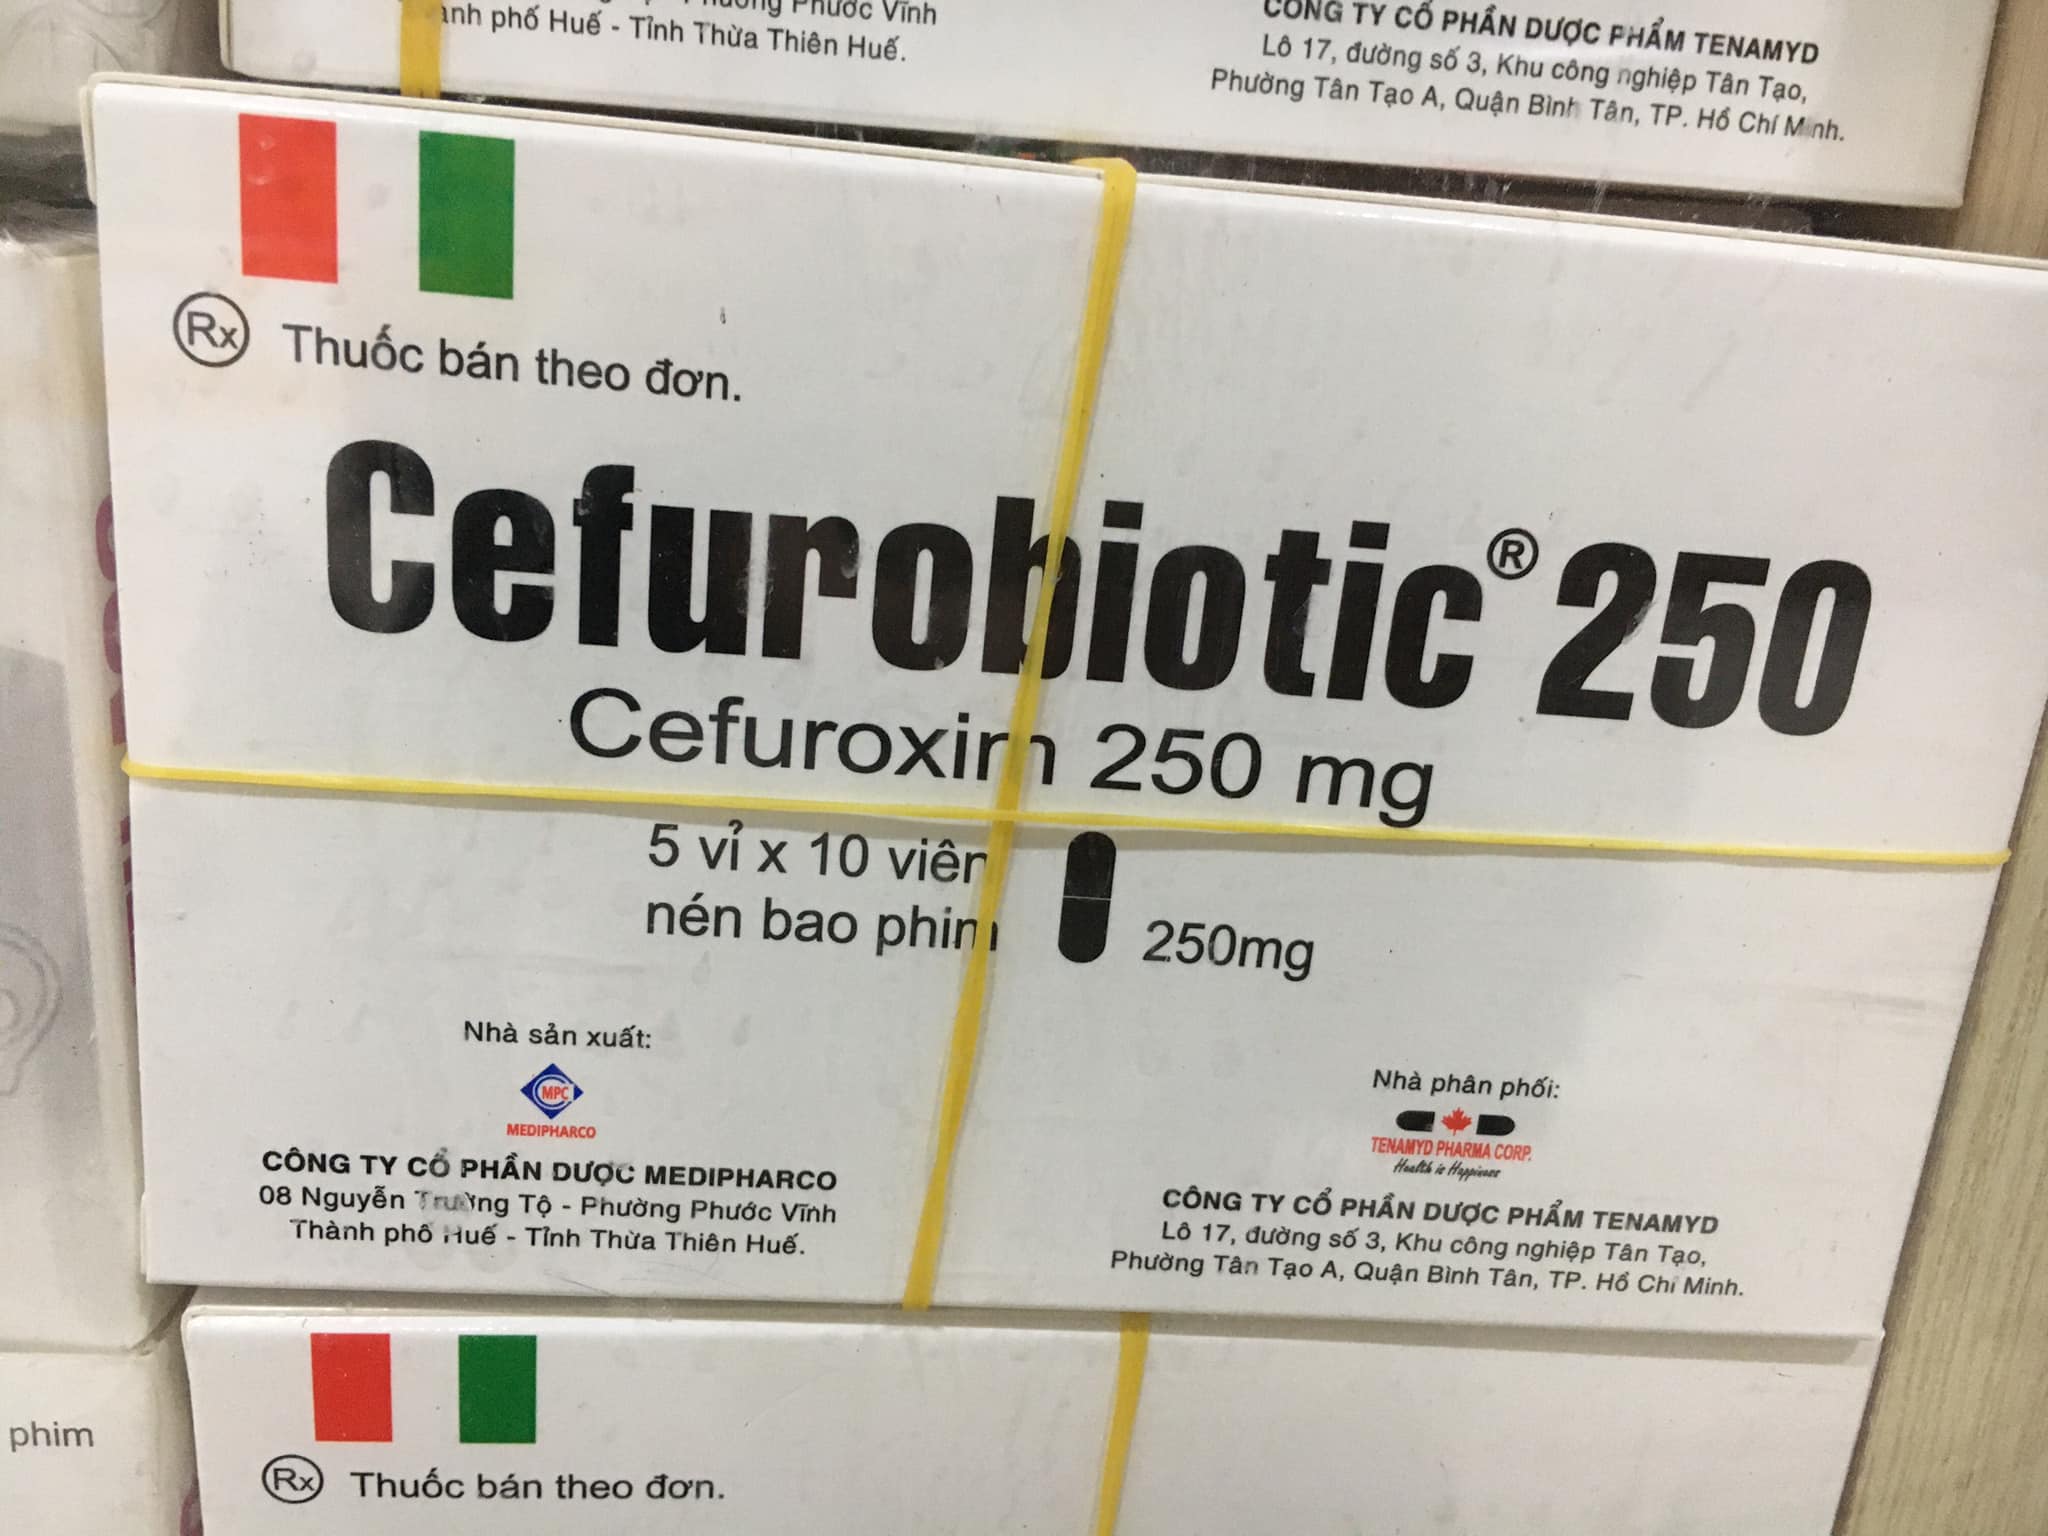 Phước Vĩnh
phố Huế - Tỉnh Thừa Thiên Huế.
CÔNG TY CỔ PHẦN DƯỢC PHẨM TENAMYD
Lô 17, đường số 3, Khu công nghiệp Tân Tạo,
Phường Tân Tạo A, Quận Bình Tân, TP. Hồ Chí Minh.
Rx Thuốc bán theo đơn.
Cefurobiotic® 250
Cefuroxim 250 mg
5 vỉ x 10 viên
nén bao phim
250mg
Nhà sản xuất:
MPC
MEDIPHARCO
CÔNG TY CỔ PHẦN DƯỢC MEDIPHARCO
08 Nguyễn Trường Tộ - Phường Phước Vĩnh
Thành phố Huế - Tỉnh Thừa Thiên Huế.
Nhà phân phối:
TENAMYD PHARMA CORP.
Health is Happiness
CÔNG TY CỔ PHẦN DƯỢC PHẨM TENAMYD
Lô 17, đường số 3, Khu công nghiệp Tân Tạo,
Phường Tân Tạo A, Quận Bình Tân, TP. Hồ Chí Minh.
phim
Rx Thuốc bán theo đơn.